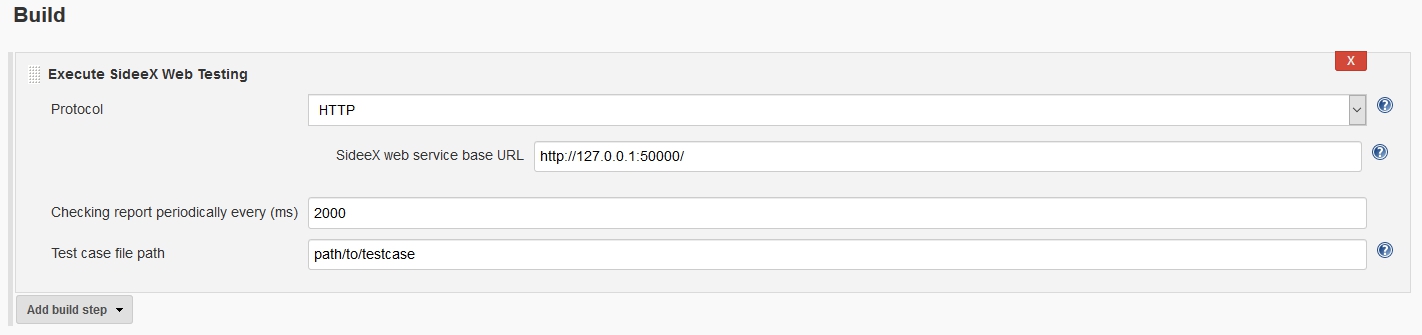 Build
Execute SideeX Web Testing
X
Protocol
HTTP
?
SideeX web service base URL
http://127.0.0.1:50000/
?
Checking report periodically every (ms)
2000
Test case file path
path/to/testcase
?
Add build step